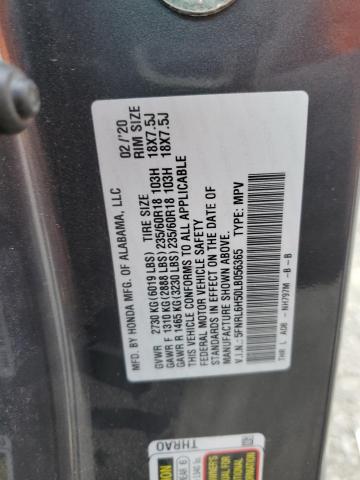 MFD. BY HONDA MFG. OF ALABAMA, LLC 02/'20
TIRE SIZE RIM SIZE
GVWR 2730 KG(6019 LBS)
GAWR F 1310 KG(2888 LBS) 235/60R18 103H 18X7.5J
GAWR R 1465 KG(3230 LBS) 235/60R18 103H 18X7.5J
THIS VEHICLE CONFORMS TO ALL APPLICABLE
FEDERAL MOTOR VEHICLE SAFETY
STANDARDS IN EFFECT ON THE DATE OF
MANUFACTURE SHOWN ABOVE.
V.I.N.: 5FNRL6H50LB056365 TYPE: MPV
THR L AOB - NH797M -B -B
THRA0
OWNER'S